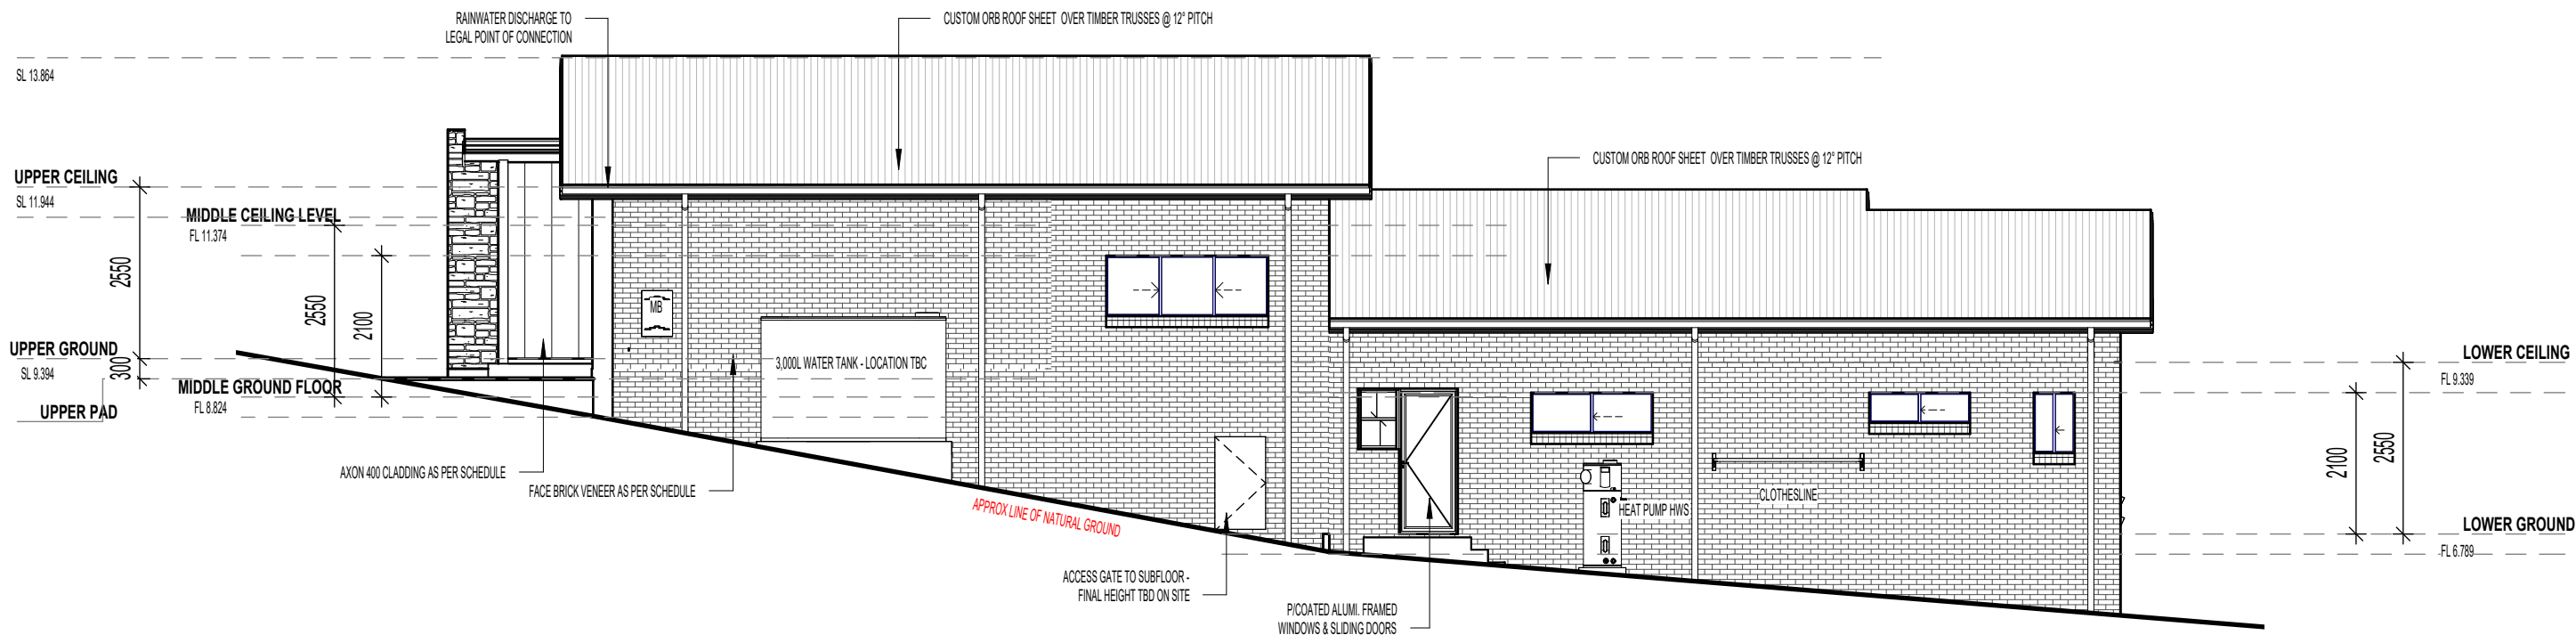 RAINWATER DISCHARGE TO
LEGAL POINT OF CONNECTION
CUSTOM ORB ROOF SHEET OVER TIMBER TRUSSES @ 12° PITCH
SL 13.864
CUSTOM ORB ROOF SHEET OVER TIMBER TRUSSES @ 12° PITCH
UPPER CEILING
SL 11.944
MIDDLE CEILING LEVEL
FL 11.374
2550
2550
2100
300
MB
3,000L WATER TANK - LOCATION TBC
UPPER GROUND
SL 9.394
MIDDLE GROUND FLOOR
FL 8.824
UPPER PAD
LOWER CEILING
FL 9.339
2100
2550
AXON 400 CLADDING AS PER SCHEDULE
FACE BRICK VENEER AS PER SCHEDULE
APPROX LINE OF NATURAL GROUND
HEAT PUMP HWS
CLOTHESLINE
LOWER GROUND
FL 6.789
ACCESS GATE TO SUBFLOOR -
FINAL HEIGHT TBD ON SITE
P/COATED ALUMI. FRAMED
WINDOWS & SLIDING DOORS